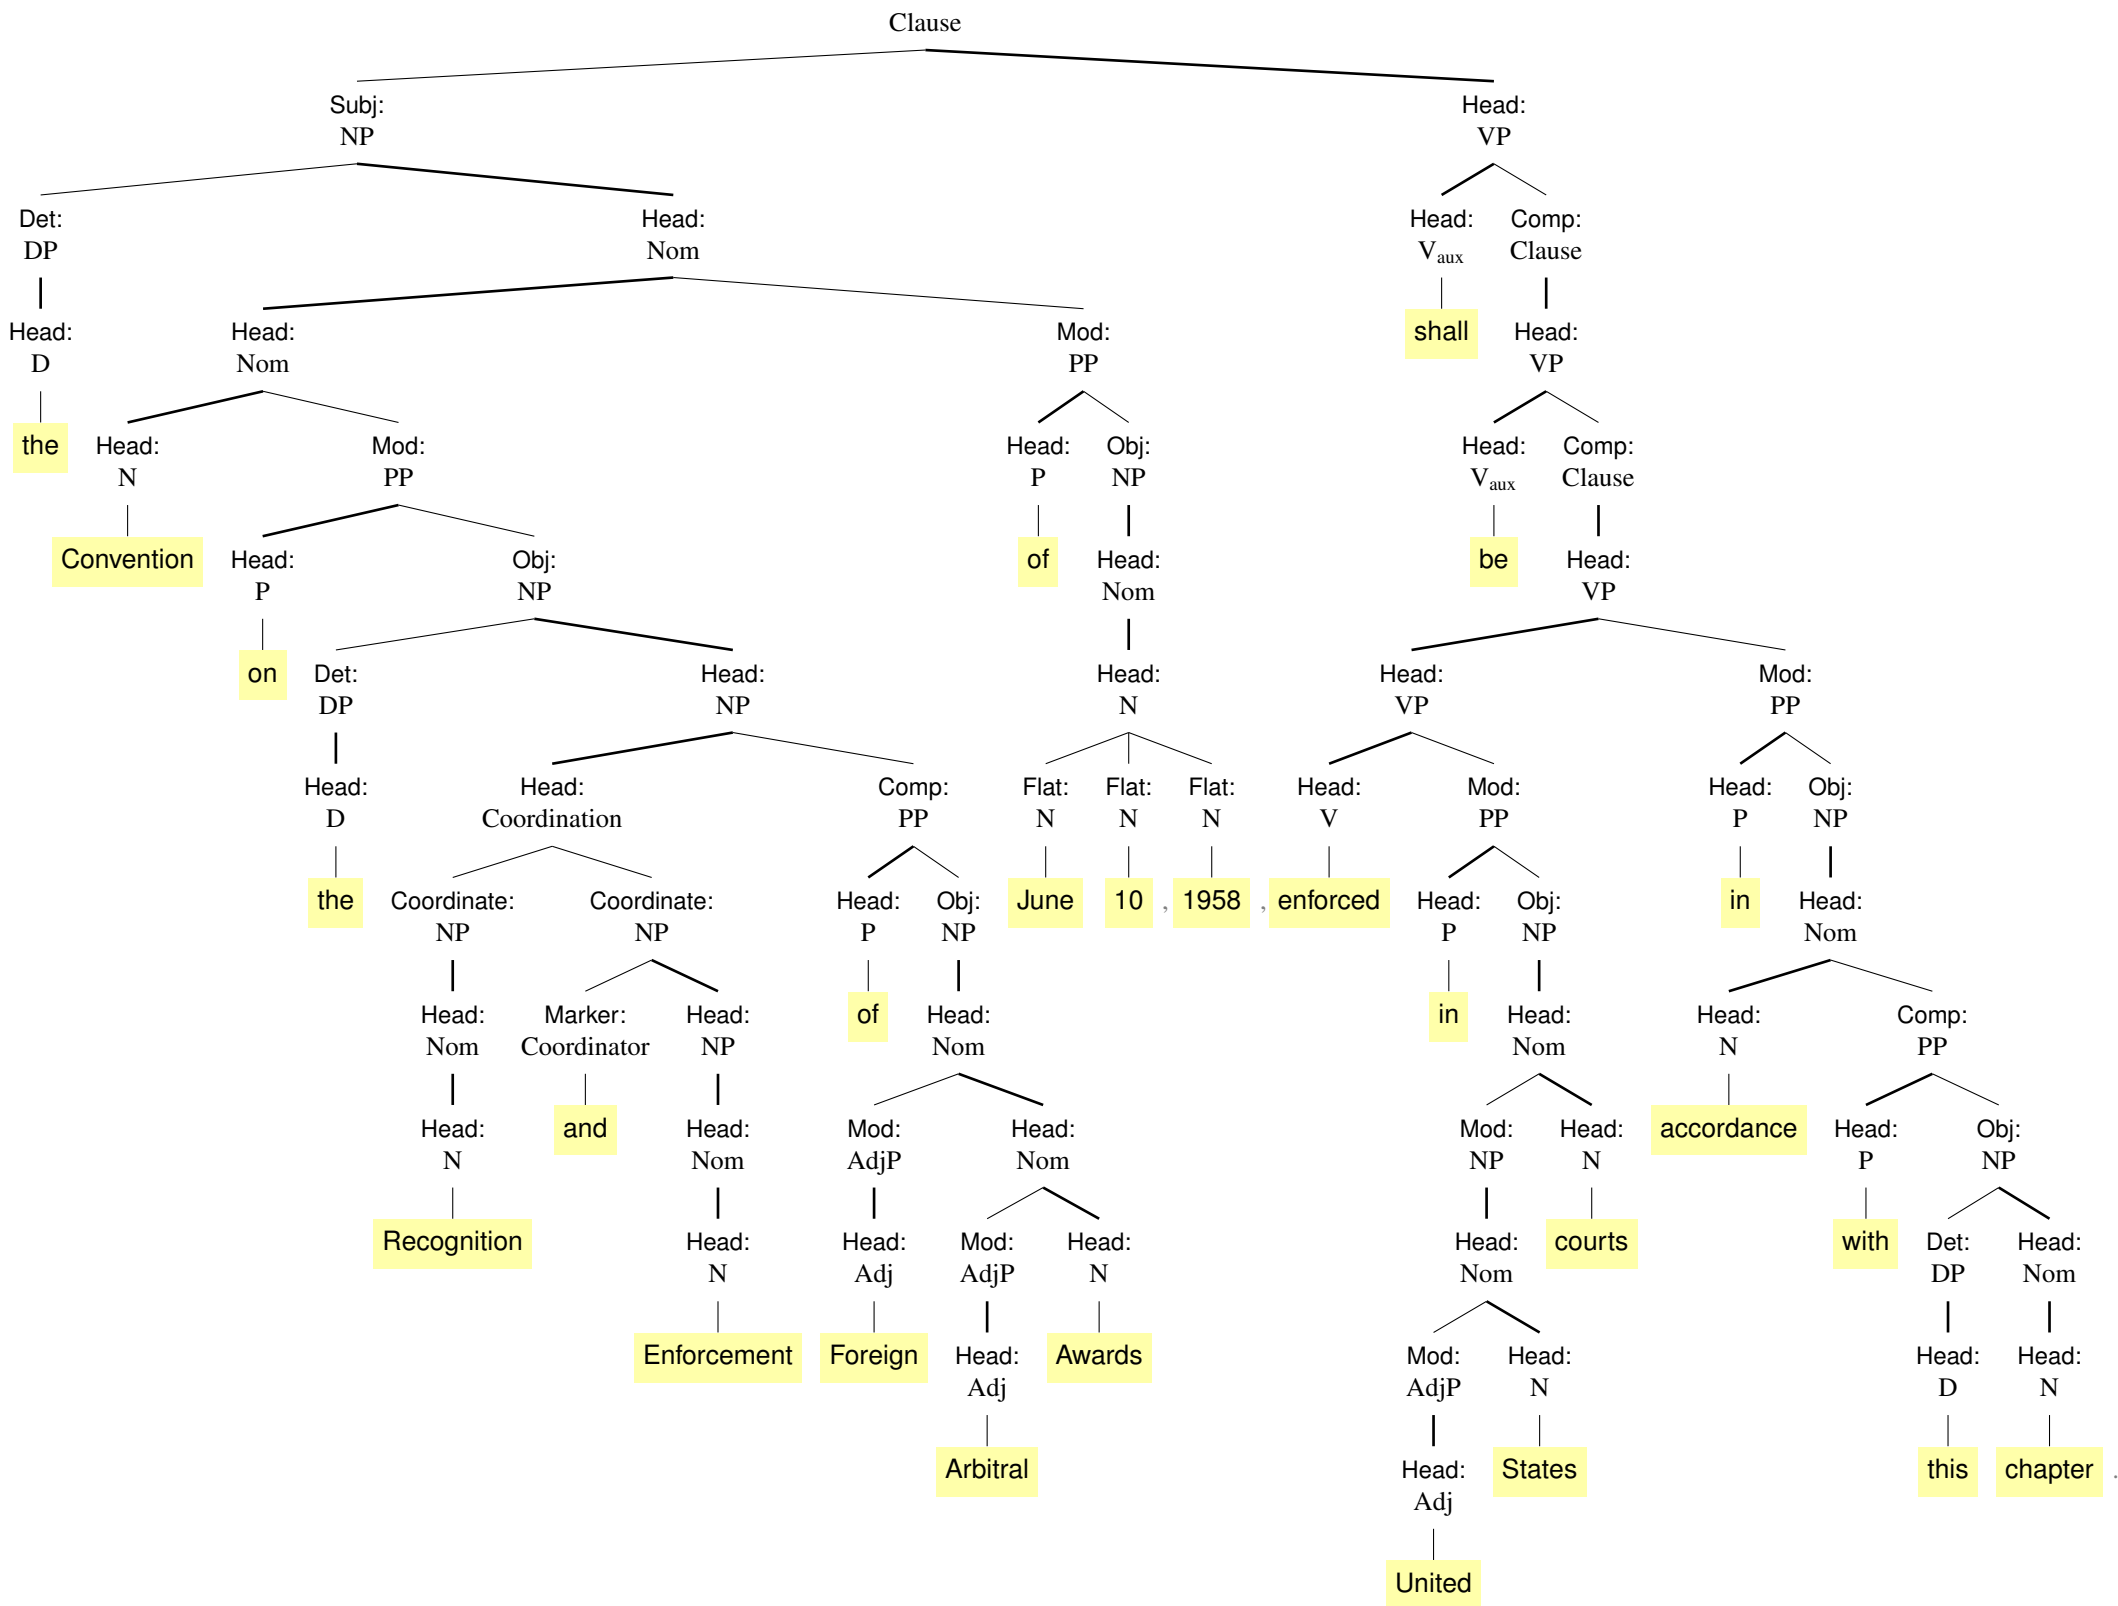 Clause
Subj: Head:
NP VP
Det: Head: Head: Comp:
DP Nom Vaux Clause
Head: Head: Mod: shall Head:
D Nom PP VP
the Head: Mod: Head: Obj: Head: Comp:
N PP P NP Vaux Clause
Convention Head: Obj: of Head: be Head:
P NP Nom VP
on Det: Head: Head: Head: Mod:
DP NP N VP PP
Head: Head: Comp: Flat: Flat: Flat: Head: Mod: Head: Obj:
D Coordination PP N N N V PP P NP
the Coordinate: Coordinate: Head: Obj: June 10 , 1958 , enforced Head: Obj: in Head:
NP NP P NP P NP Nom
Head: Marker: Head: of Head: in Head: Head: Comp:
Nom Coordinator NP Nom Nom N PP
Head: and Head: Mod: Head: Mod: Head: accordance Head: Obj:
N Nom AdjP Nom NP N P NP
Recognition Head: Head: Mod: Head: Head: courts with Det: Head:
N Adj AdjP N Nom DP Nom
Enforcement Foreign Head: Awards Mod: Head: Head: Head:
Adj AdjP N D N
Arbitral Head: States this chapter .
Adj
United